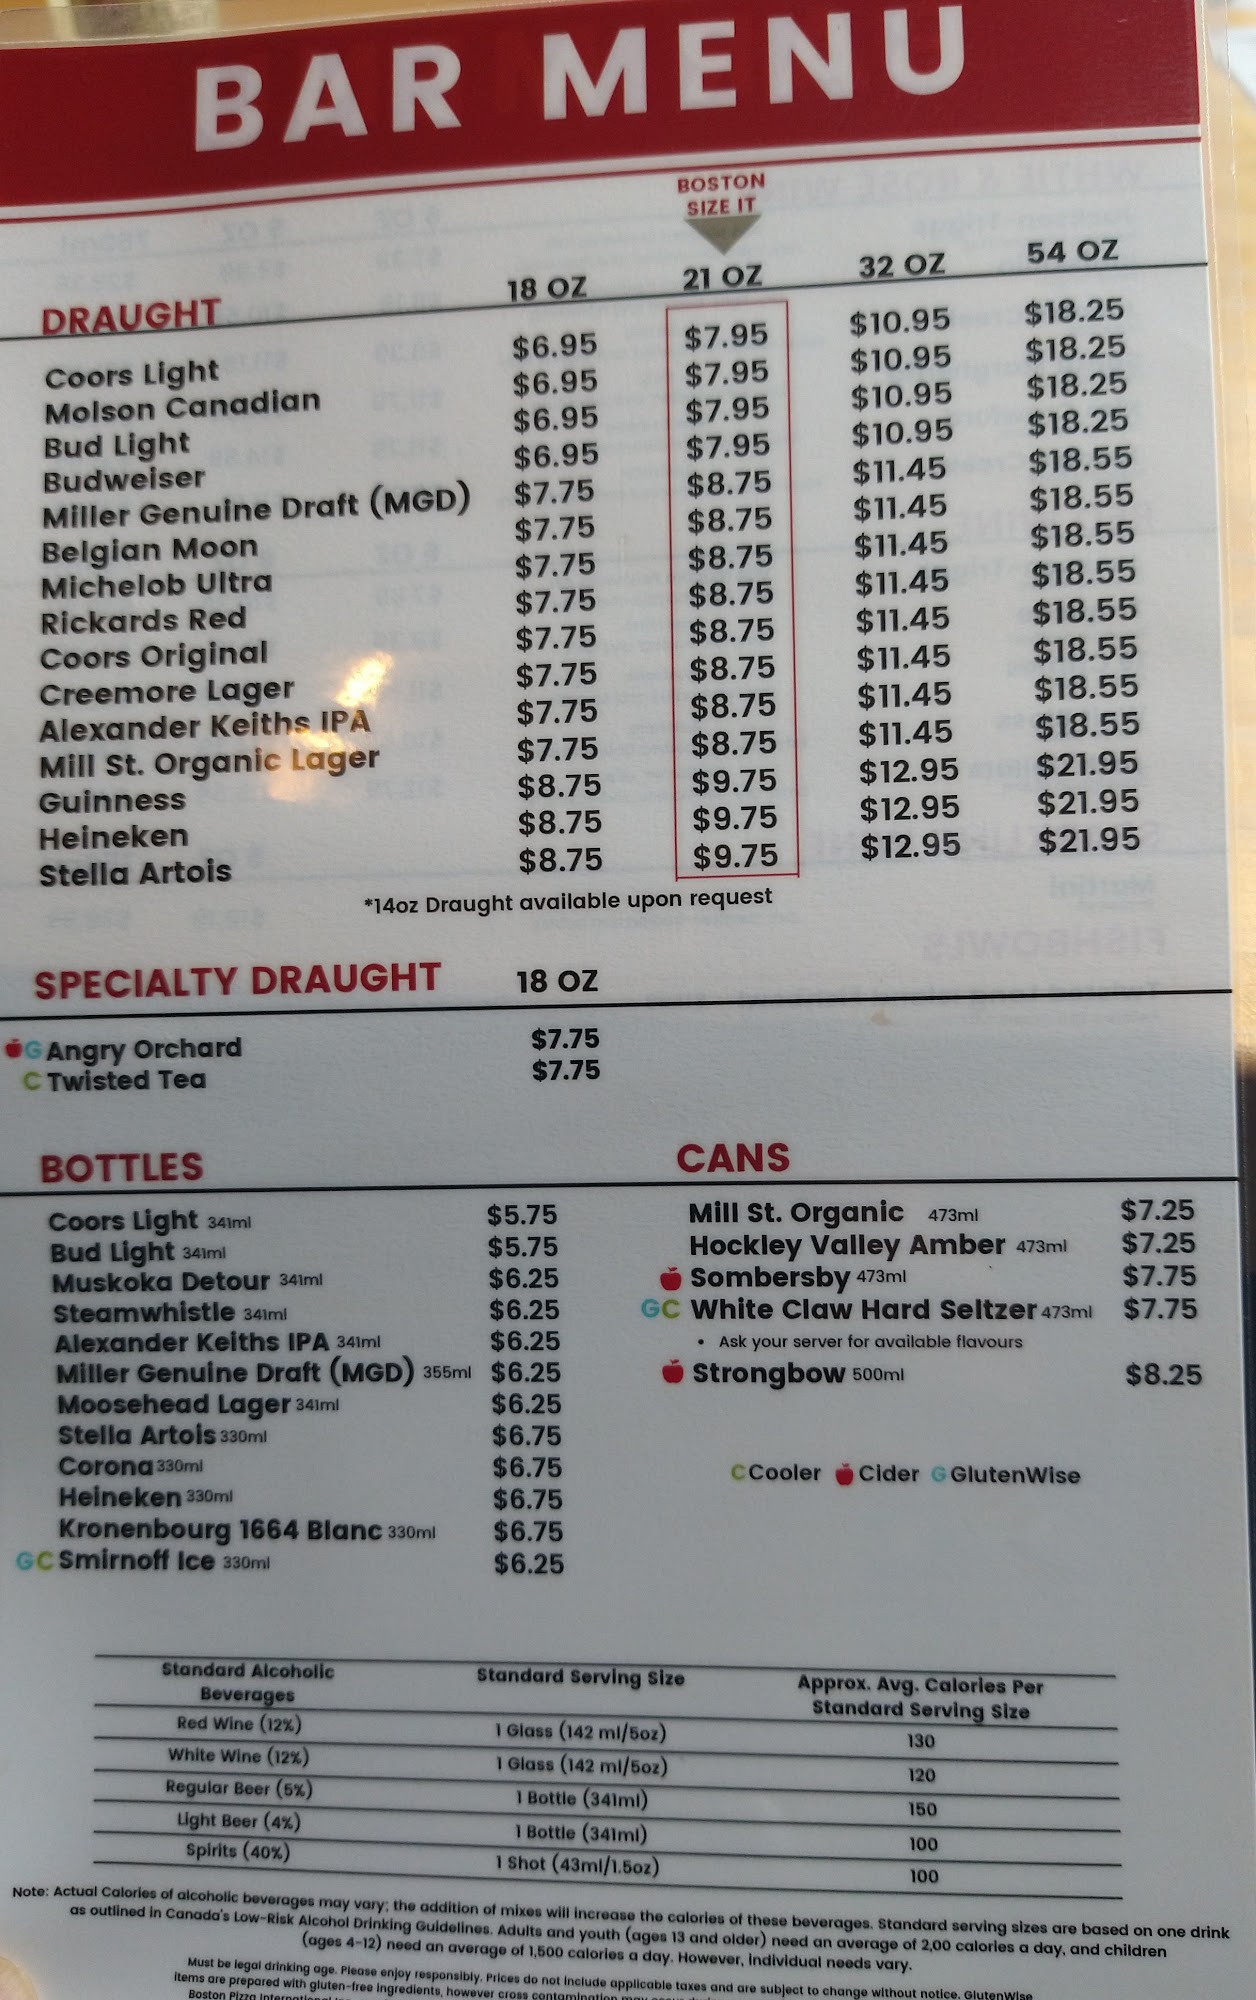 BAR MENU
BOSTON
SIZE IT
DRAUGHT 18 OZ 21 OZ 32 OZ 54 OZ
Coors Light $6.95 $7.95 $10.95 $18.25
Molson Canadian $6.95 $7.95 $10.95 $18.25
Bud Light $6.95 $7.95 $10.95 $18.25
Budweiser $6.95 $7.95 $10.95 $18.25
Miller Genuine Draft (MGD) $7.75 $8.75 $11.45 $18.55
Belgian Moon $7.75 $8.75 $11.45 $18.55
Michelob Ultra $7.75 $8.75 $11.45 $18.55
Rickards Red $7.75 $8.75 $11.45 $18.55
Coors Original $7.75 $8.75 $11.45 $18.55
Creemore Lager $7.75 $8.75 $11.45 $18.55
Alexander Keiths IPA $7.75 $8.75 $11.45 $18.55
Mill St. Organic Lager $7.75 $8.75 $11.45 $18.55
Guinness $8.75 $9.75 $12.95 $21.95
Heineken $8.75 $9.75 $12.95 $21.95
Stella Artois $8.75 $9.75 $12.95 $21.95
*14oz Draught available upon request
SPECIALTY DRAUGHT 18 OZ
G Angry Orchard $7.75
C Twisted Tea $7.75
BOTTLES
Coors Light 341ml $5.75
Bud Light 341ml $5.75
Muskoka Detour 341ml $6.25
Steamwhistle 341ml $6.25
Alexander Keiths IPA 341ml $6.25
Miller Genuine Draft (MGD) 355ml $6.25
Moosehead Lager 341ml $6.25
Stella Artois 330ml $6.75
Corona 330ml $6.75
Heineken 330ml $6.75
Kronenbourg 1664 Blanc 330ml $6.75
GC Smirnoff Ice 330ml $6.25
CANS
Mill St. Organic 473ml $7.25
Hockley Valley Amber 473ml $7.25
Sombersby 473ml $7.75
GC White Claw Hard Seltzer 473ml $7.75
• Ask your server for available flavours
Strongbow 500ml $8.25
C Cooler Cider G GlutenWise
Standard Alcoholic Beverages Standard Serving Size Approx. Avg. Calories Per Standard Serving Size
Red Wine (12%) 1 Glass (142 ml/5oz) 130
White Wine (12%) 1 Glass (142 ml/5oz) 120
Regular Beer (5%) 1 Bottle (341ml) 150
Light Beer (4%) 1 Bottle (341ml) 100
Spirits (40%) 1 Shot (43ml/1.5oz) 100
Note: Actual Calories of alcoholic beverages may vary; the addition of mixes will increase the calories of these beverages. Standard serving sizes are based on one drink
as outlined in Canada's Low-Risk Alcohol Drinking Guidelines. Adults and youth (ages 13 and older) need an average of 2,00 calories a day, and children
(ages 4-12) need an average of 1,500 calories a day. However, individual needs vary.
Must be legal drinking age. Please enjoy responsibly. Prices do not include applicable taxes and are subject to change without notice. GlutenWise
items are prepared with gluten-free ingredients, however cross contamination may
Boston Pizza International